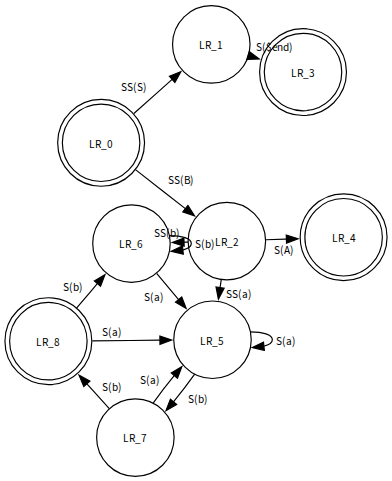 LR_1
S($end)
LR_3
SS(S)
LR_0
SS(B)
SS(b)
LR_6
S(b)
LR_2
LR_4
S(A)
S(b)
S(a)
SS(a)
LR_8
S(a)
LR_5
S(a)
S(b)
S(a)
S(b)
LR_7